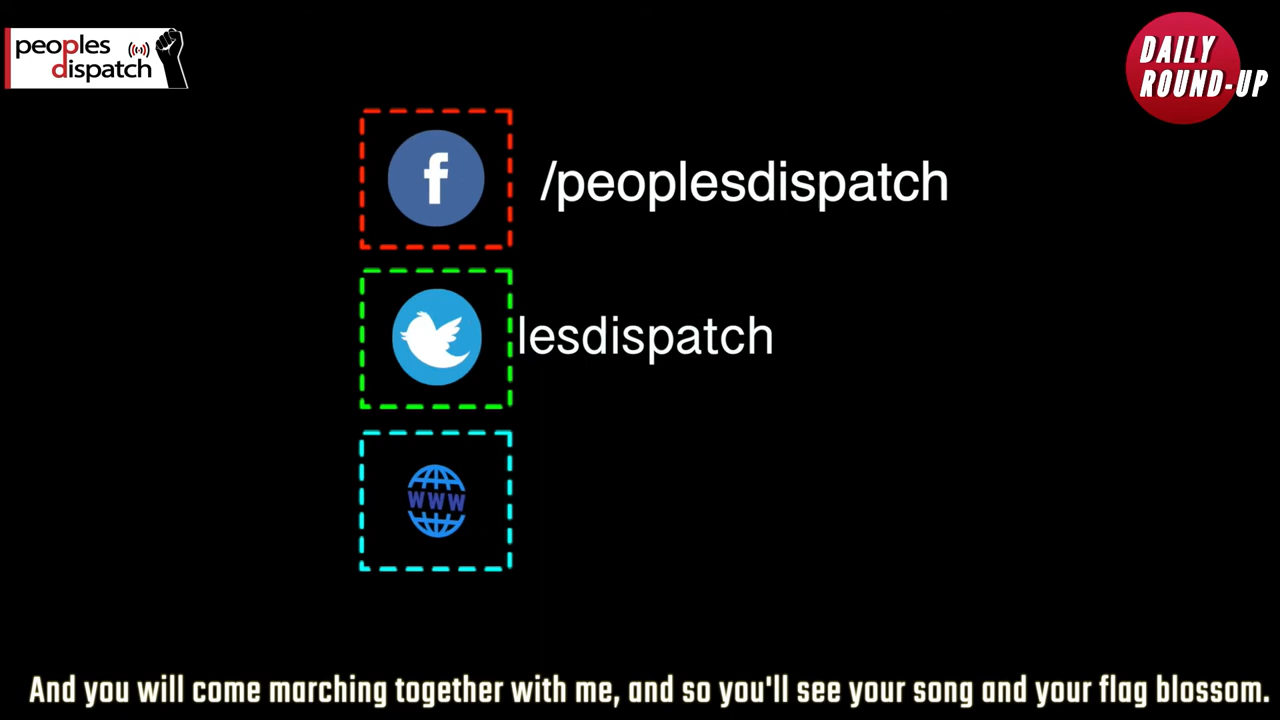 peoples
dispatch
DAILY
ROUND-UP
f
/peoplesdispatch
lesdispatch
WWW
And you will come marching together with me, and so you'll see your song and your flag blossom.